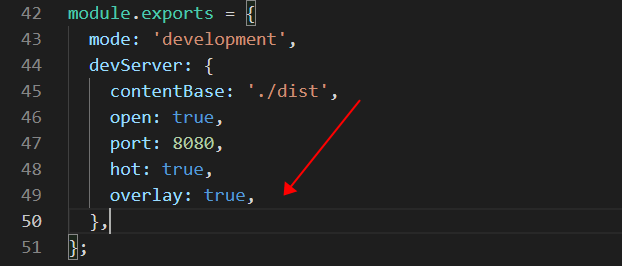 42 module.exports = {
43 mode: 'development',
44 devServer: {
45 contentBase: './dist',
46 open: true,
47 port: 8080,
48 hot: true,
49 overlay: true,
50 },
51 };